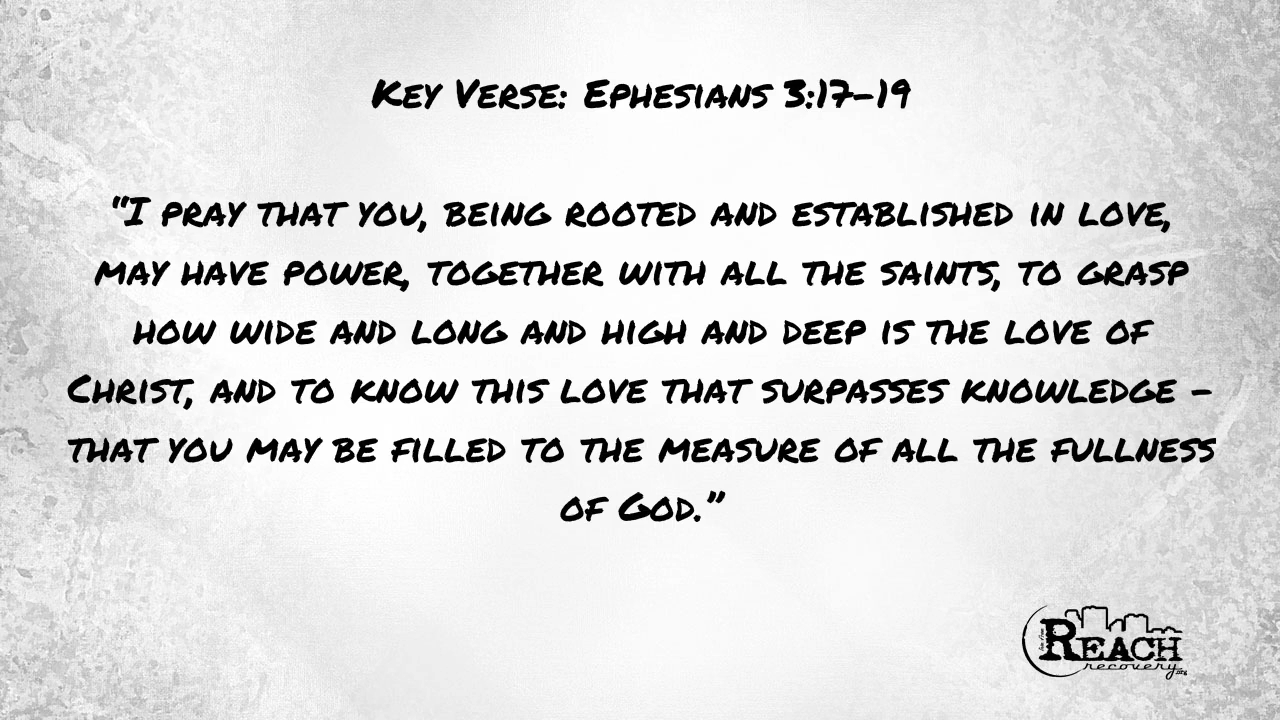 Key Verse: Ephesians 3:17-19
"I pray that you, being rooted and established in love,
may have power, together with all the saints, to grasp
how wide and long and high and deep is the love of
Christ, and to know this love that surpasses knowledge -
that you may be filled to the measure of all the fullness
of God."
REACH
recovery.org